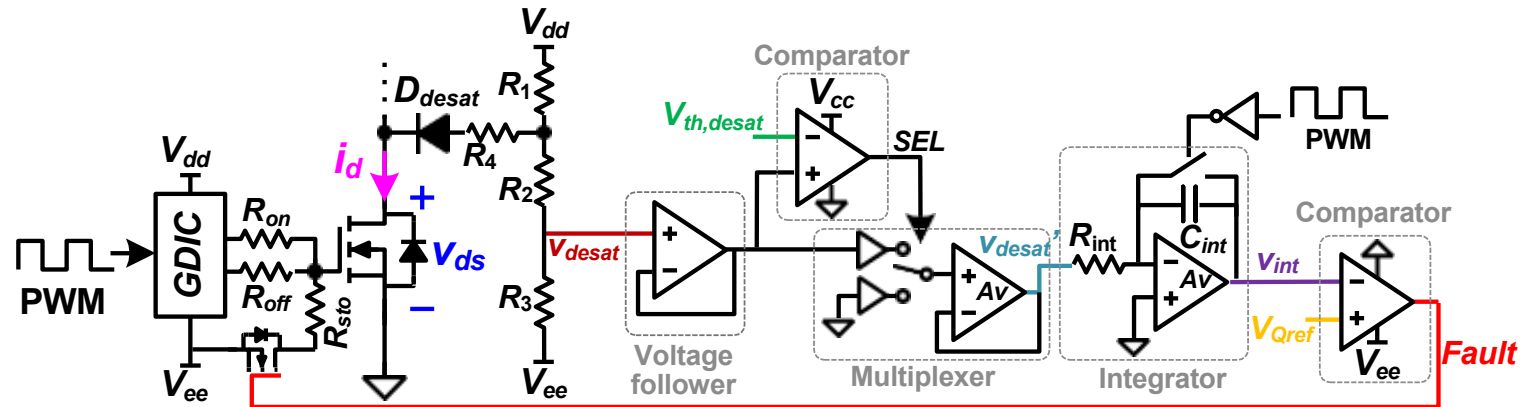 V_dd
Comparator
R_1
D_desat
V_cc
V_th,desat
−
+
SEL
PWM
R_4
V_dd
i_d
R_2
+
v_ds
−
GDIC
R_on
R_off
R_sto
PWM
V_ee
v_desat
+
−
Voltage
follower
R_3
V_ee
+
−
Av
Multiplexer
v_desat’
R_int
C_int
−
+
Av
Integrator
v_int
Comparator
−
+
V_Qref
V_ee
Fault